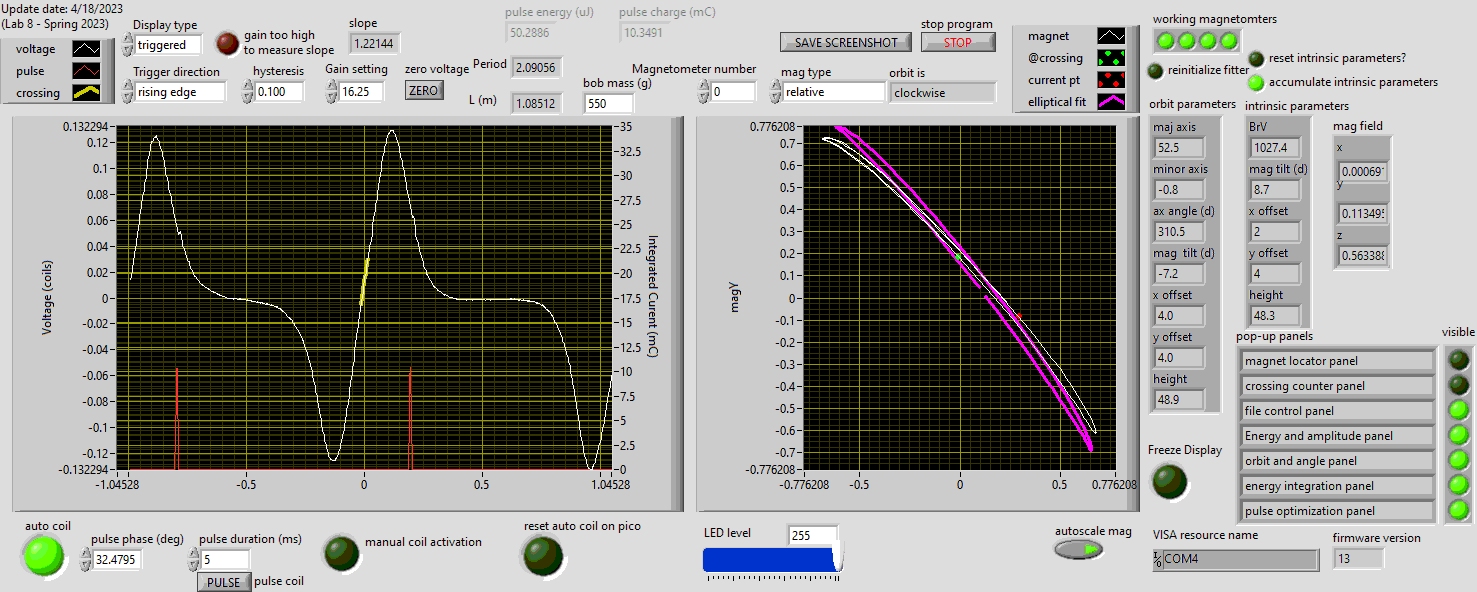 Update date: 4/18/2023
(Lab 8 - Spring 2023)
voltage
pulse
crossing
Display type
triggered
gain too high
to measure slope
slope
1.22144
Trigger direction
rising edge
hysteresis
0.100
Gain setting
16.25
zero voltage
ZERO
pulse energy (uJ)
50.2886
pulse charge (mC)
10.3491
Period
2.09056
L (m)
1.08512
bob mass (g)
550
Magnetometer number
0
mag type
relative
orbit is
clockwise
SAVE SCREENSHOT
stop program
STOP
magnet
@crossing
current pt
elliptical fit
working magnetomters
reinitialize fitter
reset intrinsic parameters?
accumulate intrinsic parameters
orbit parameters
maj axis
52.5
minor axis
-0.8
ax angle (d)
310.5
mag tilt (d)
-7.2
x offset
4.0
y offset
4.0
height
48.9
intrinsic parameters
BrV
1027.4
mag tilt (d)
8.7
x offset
2
y offset
4
height
48.3
mag field
x
0.00069
y
0.11349
z
0.56338
Voltage (coils)
0.132294
0.12
0.1
0.08
0.06
0.04
0.02
0
-0.02
-0.04
-0.06
-0.08
-0.1
-0.12
-0.132294
-1.04528
-0.5
0
0.5
1.04528
35
32.5
30
27.5
25
22.5
20
17.5
15
12.5
10
7.5
5
2.5
0
Integrated Curent (mC)
magy
0.776208
0.7
0.6
0.5
0.4
0.3
0.2
0.1
0
-0.1
-0.2
-0.3
-0.4
-0.5
-0.6
-0.7
-0.776208
-0.776208
-0.5
0
0.5
0.776208
pop-up panels
visible
magnet locator panel
crossing counter panel
file control panel
Energy and amplitude panel
orbit and angle panel
energy integration panel
pulse optimization panel
Freeze Display
auto coil
pulse phase (deg)
32.4795
pulse duration (ms)
5
PULSE
pulse coil
manual coil activation
reset auto coil on pico
LED level
255
autoscale mag
VISA resource name
COM4
firmware version
13